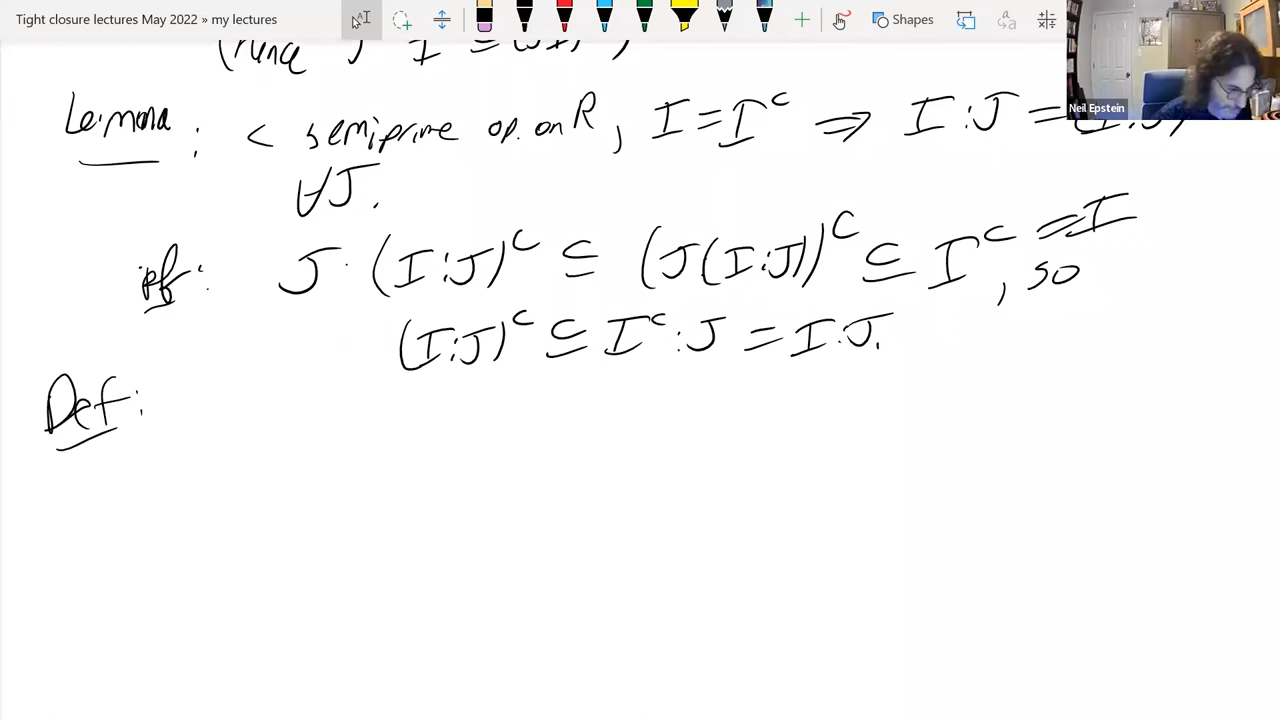 Tight closure lectures May 2022 » my lectures
Shapes
Neil Epstein
Lemma: c semiprime op. on R, I = I^c ⇒ I:J =
∀J.
pf: J·(I:J)^c ⊆ (J(I:J))^c ⊆ I^c = I, so
(I:J)^c ⊆ I^c:J = I:J.
Def: